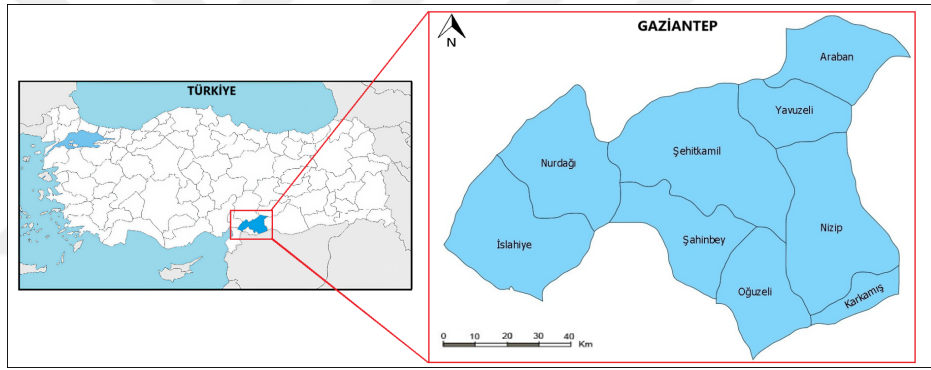 TÜRKİYE
N
GAZİANTEP
Araban
Yavuzeli
Şehitkamil
Nurdağı
Nizip
Şahinbey
İslahiye
Oğuzeli
Karkamış
0 10 20 30 40
Km